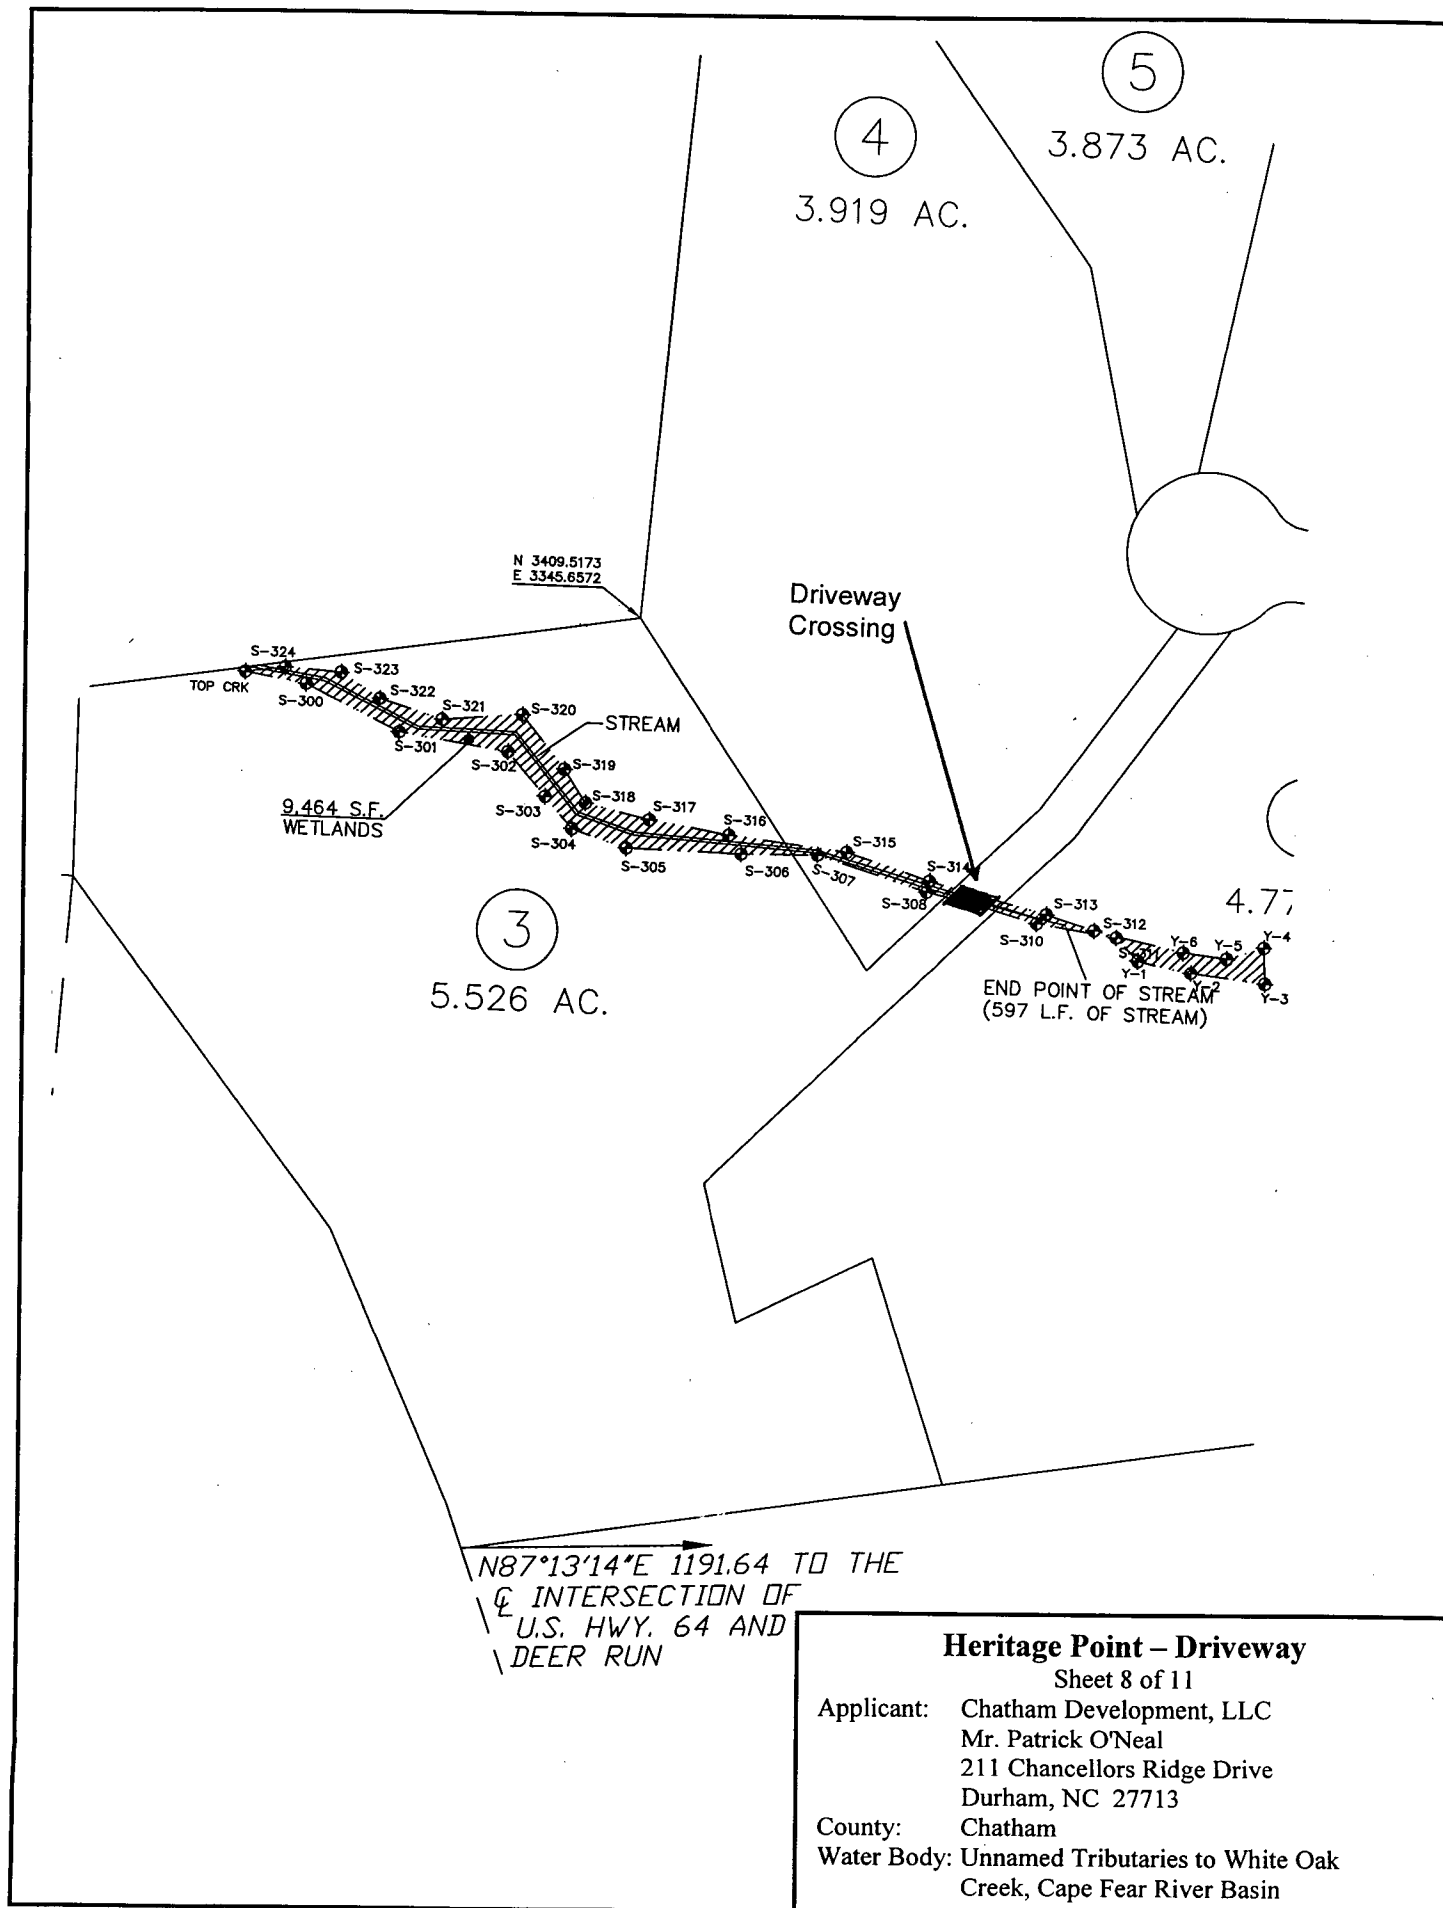 5
3.873 AC.
4
3.919 AC.
N 3409.5173
E 3345.6572
Driveway
Crossing
S-324
S-323
TOP CRK
S-300
S-322
S-321
S-320
STREAM
S-301
S-302
S-319
S-303
S-318
S-317
9,464 S.F.
WETLANDS
S-304
S-316
S-305
S-306
S-315
S-307
S-314
S-308
S-313
S-310
S-312
4.77
Y-6
Y-5
Y-4
Y-1
Y-2
Y-3
3
5.526 AC.
END POINT OF STREAM
(597 L.F. OF STREAM)
N87°13'14"E 1191.64 TO THE
℄ INTERSECTION OF
U.S. HWY. 64 AND
DEER RUN
Heritage Point – Driveway
Sheet 8 of 11
Applicant: Chatham Development, LLC
Mr. Patrick O'Neal
211 Chancellors Ridge Drive
Durham, NC 27713
County: Chatham
Water Body: Unnamed Tributaries to White Oak
Creek, Cape Fear River Basin